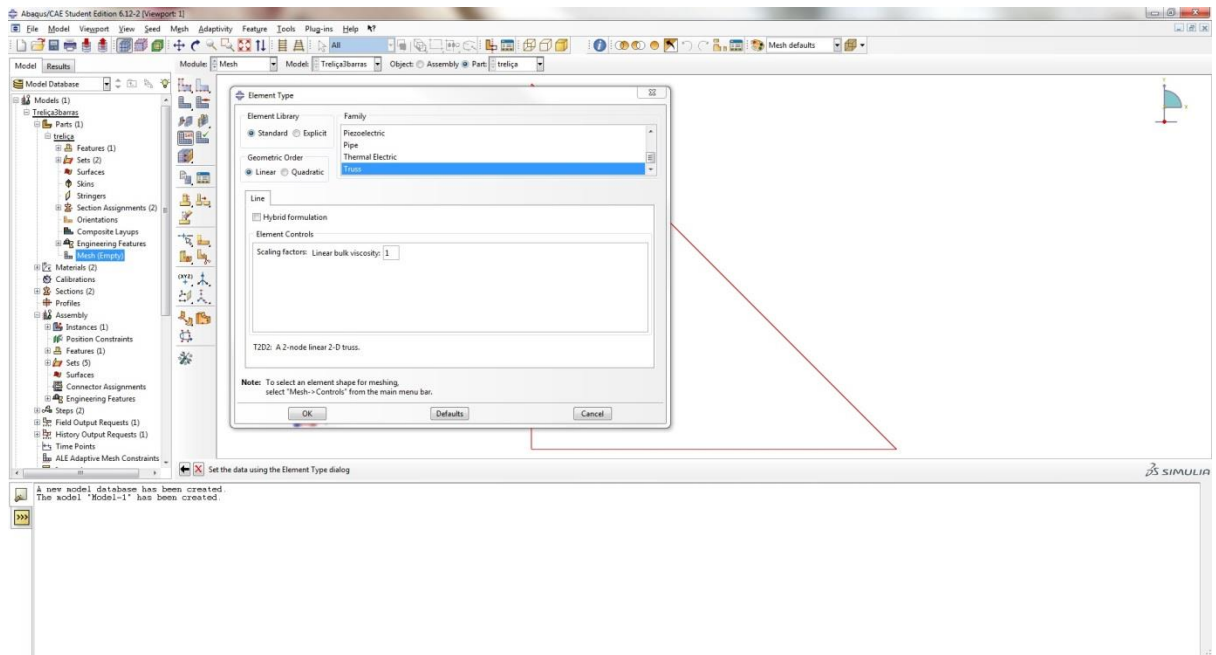 Abaqus/CAE Student Edition 6.12-2 [Viewport: 1]
File Model Viewport View Seed Mesh Adaptivity Feature Tools Plug-ins Help
All Mesh defaults
Model Results Module: Mesh Model: Treliça3barras Object: Assembly Part: treliça
Model Database
Models (1)
Treliça3barras
Parts (1)
treliça
Features (1)
Sets (2)
Surfaces
Skins
Stringers
Section Assignments (2)
Orientations
Composite Layups
Engineering Features
Mesh (Empty)
Materials (2)
Calibrations
Sections (2)
Profiles
Assembly
Instances (1)
Position Constraints
Features (1)
Sets (5)
Surfaces
Connector Assignments
Engineering Features
Steps (2)
Field Output Requests (1)
History Output Requests (1)
Time Points
ALE Adaptive Mesh Constraints
Element Type
Element Library
Standard Explicit
Geometric Order
Linear Quadratic
Family
Piezoelectric
Pipe
Thermal Electric
Truss
Line
Hybrid formulation
Element Controls
Scaling factors: Linear bulk viscosity: 1
T2D2: A 2-node linear 2-D truss.
Note: To select an element shape for meshing,
select "Mesh->Controls" from the main menu bar.
OK Defaults Cancel
Set the data using the Element Type dialog
SIMULIA
A new model database has been created.
The model "Model-1" has been created.